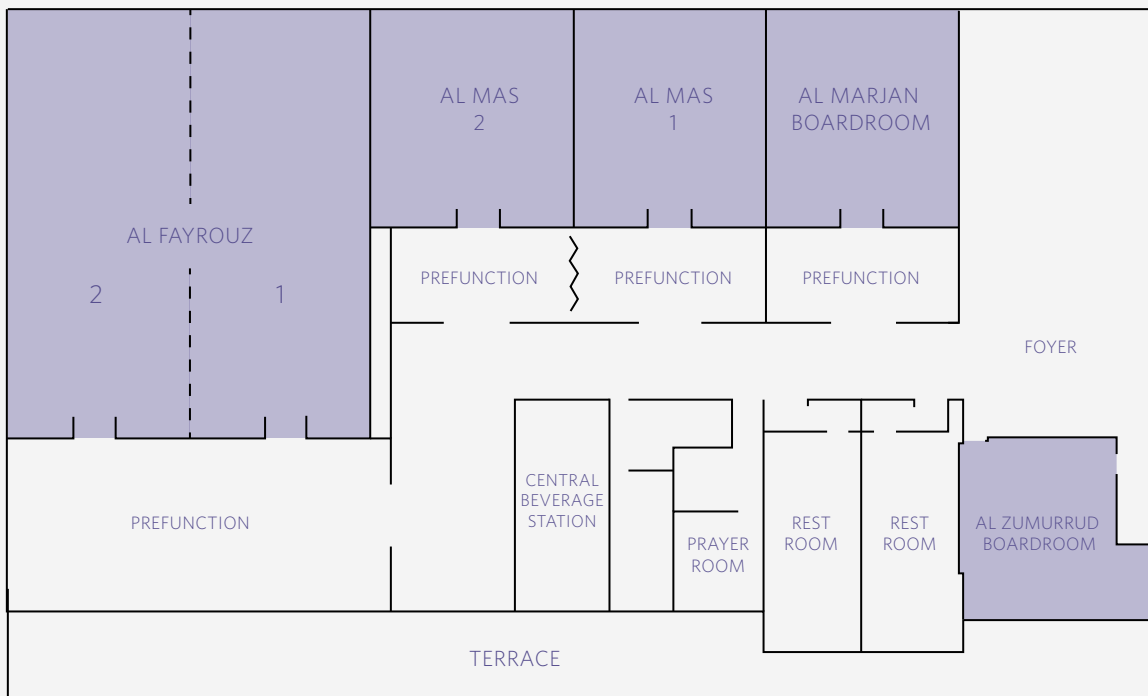 AL MAS
2
AL MAS
1
AL MARJAN
BOARDROOM
AL FAYROUZ
2
1
PREFUNCTION
PREFUNCTION
PREFUNCTION
FOYER
PREFUNCTION
CENTRAL
BEVERAGE
STATION
PRAYER
ROOM
REST
ROOM
REST
ROOM
AL ZUMURRUD
BOARDROOM
TERRACE